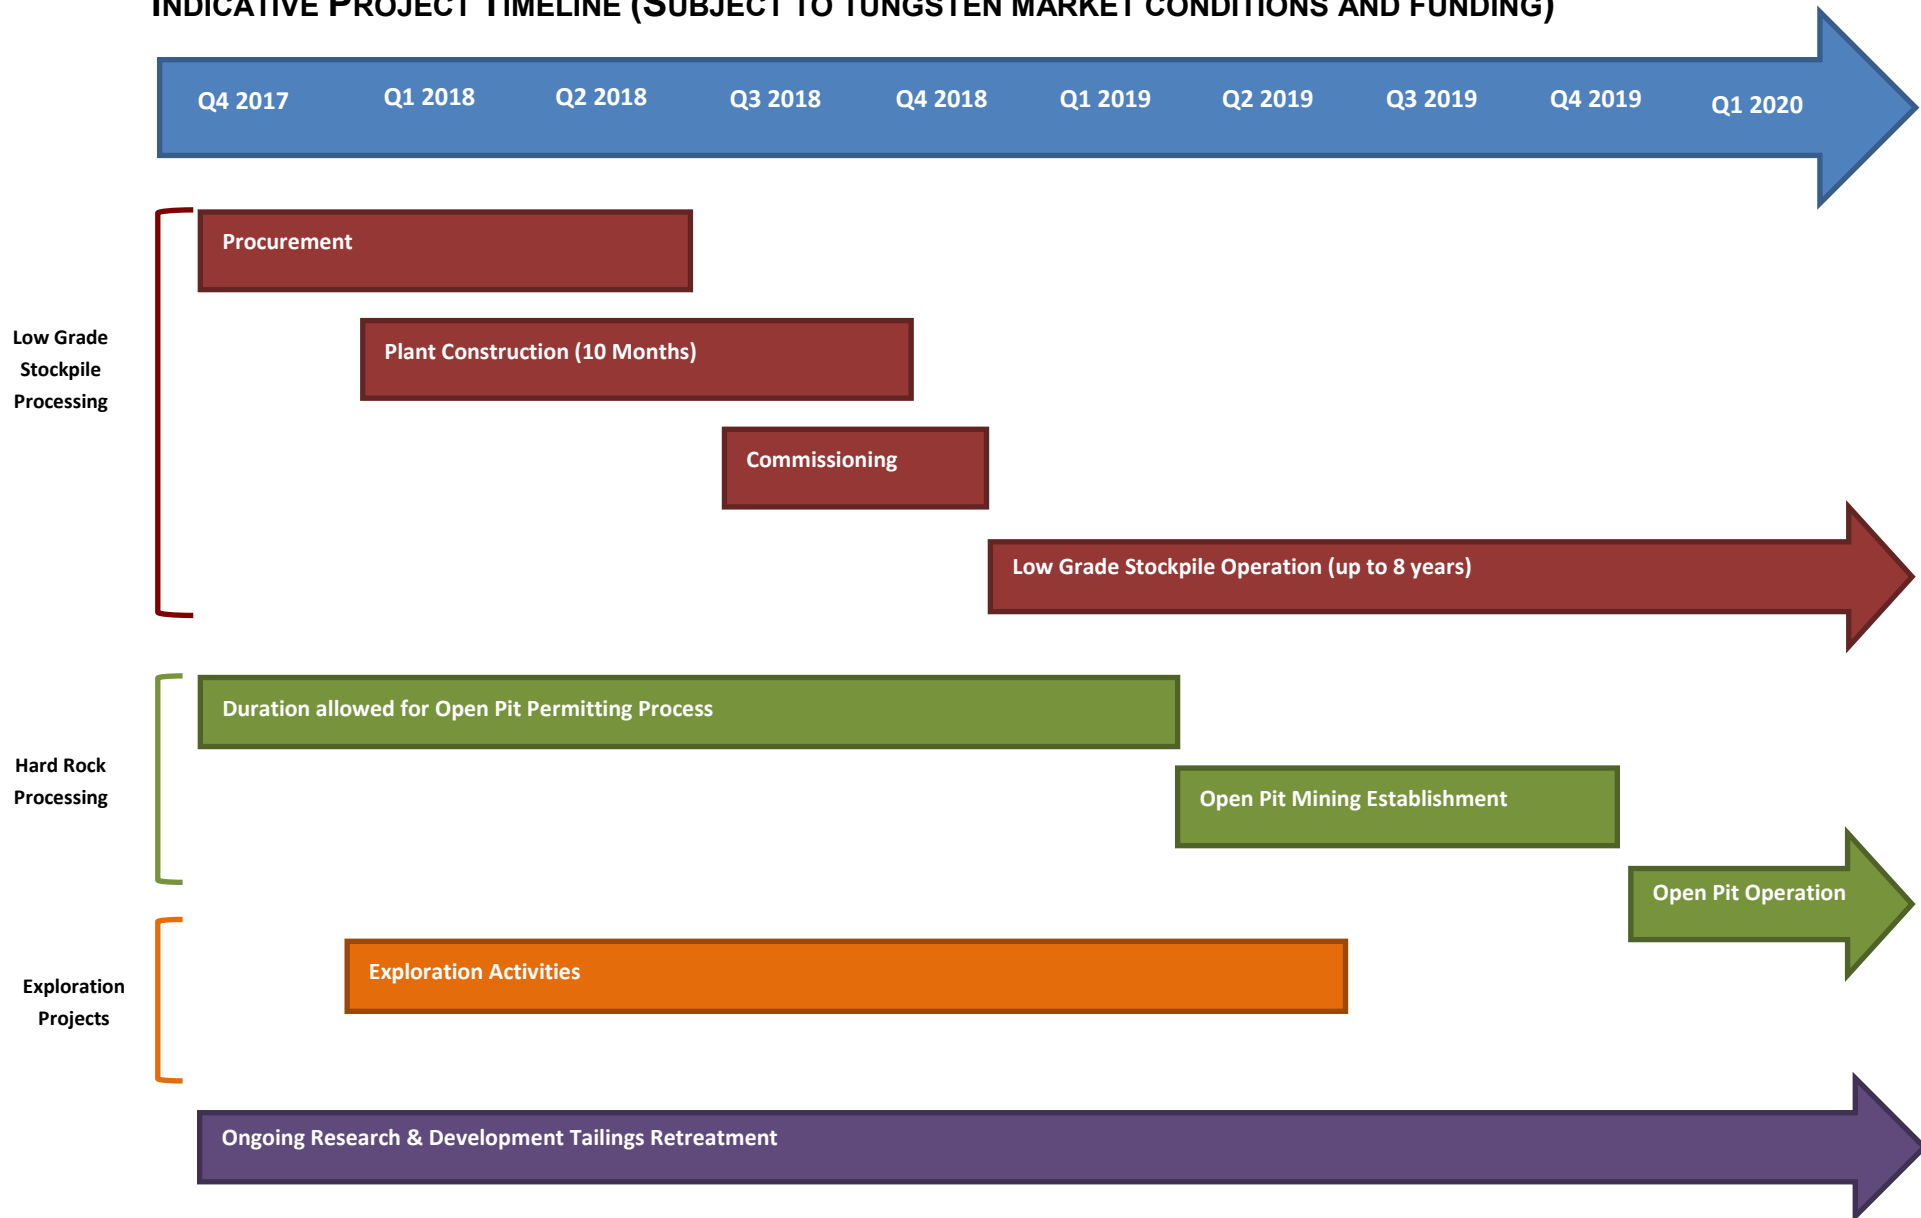 INDICATIVE PROJECT TIMELINE (SUBJECT TO TUNGSTEN MARKET CONDITIONS AND FUNDING)
Q4 2017 Q1 2018 Q2 2018 Q3 2018 Q4 2018 Q1 2019 Q2 2019 Q3 2019 Q4 2019 Q1 2020
Low Grade
Stockpile
Processing
Procurement
Plant Construction (10 Months)
Commissioning
Low Grade Stockpile Operation (up to 8 years)
Hard Rock
Processing
Duration allowed for Open Pit Permitting Process
Open Pit Mining Establishment
Open Pit Operation
Exploration
Projects
Exploration Activities
Ongoing Research & Development Tailings Retreatment